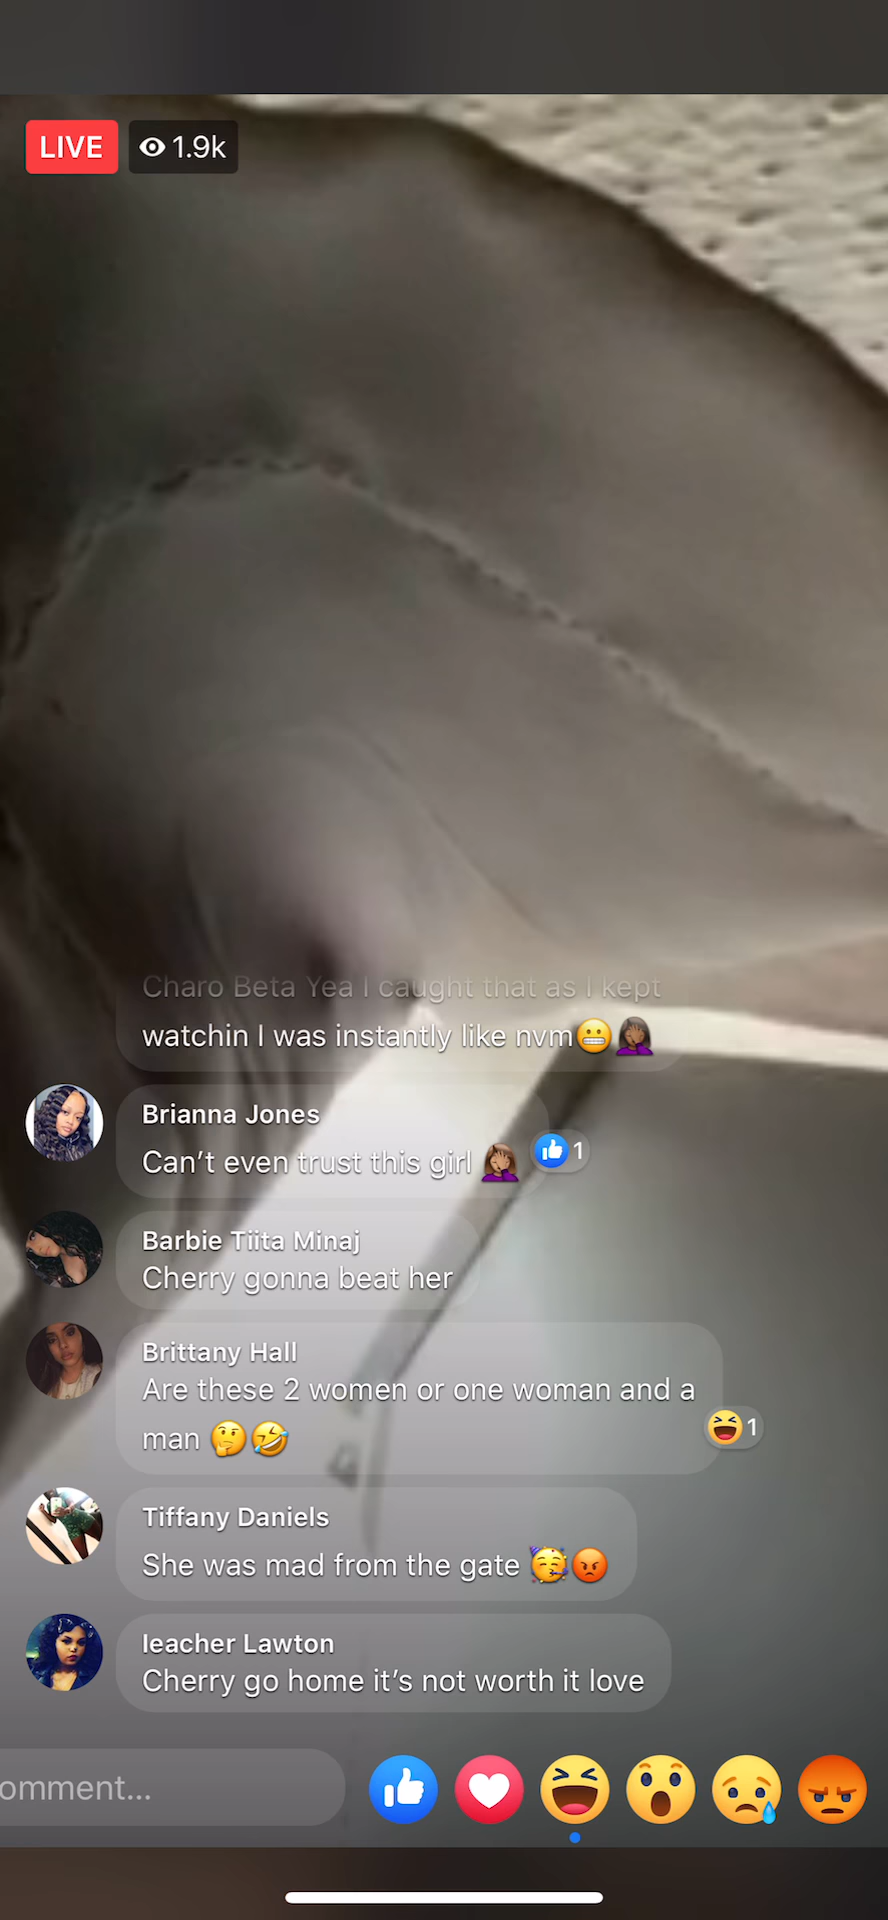 LIVE 1.9k
Charo Beta Yea I caught that as I kept
watchin I was instantly like nvm😬🤦🏾‍♀️
Brianna Jones
Can't even trust this girl 🤦🏽‍♀️ 1
Barbie Tiita Minaj
Cherry gonna beat her
Brittany Hall
Are these 2 women or one woman and a
man 🤔🤣 1
Tiffany Daniels
She was mad from the gate 🥳😡
Ieacher Lawton
Cherry go home it's not worth it love
omment...